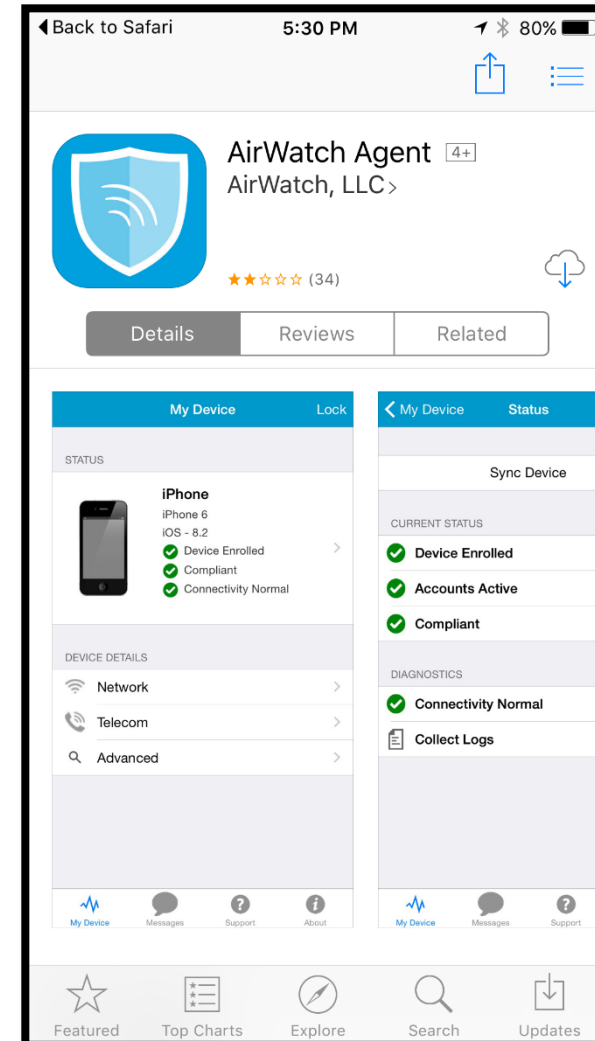 Back to Safari 5:30 PM 80%
AirWatch Agent 4+
AirWatch, LLC >
★★☆☆☆ (34)
Details Reviews Related
My Device Lock
STATUS
iPhone
iPhone 6
iOS - 8.2
Device Enrolled
Compliant
Connectivity Normal
DEVICE DETAILS
Network
Telecom
Advanced
My Device Messages Support About
My Device Status
Sync Device
CURRENT STATUS
Device Enrolled
Accounts Active
Compliant
DIAGNOSTICS
Connectivity Normal
Collect Logs
My Device Messages Support
Featured Top Charts Explore Search Updates